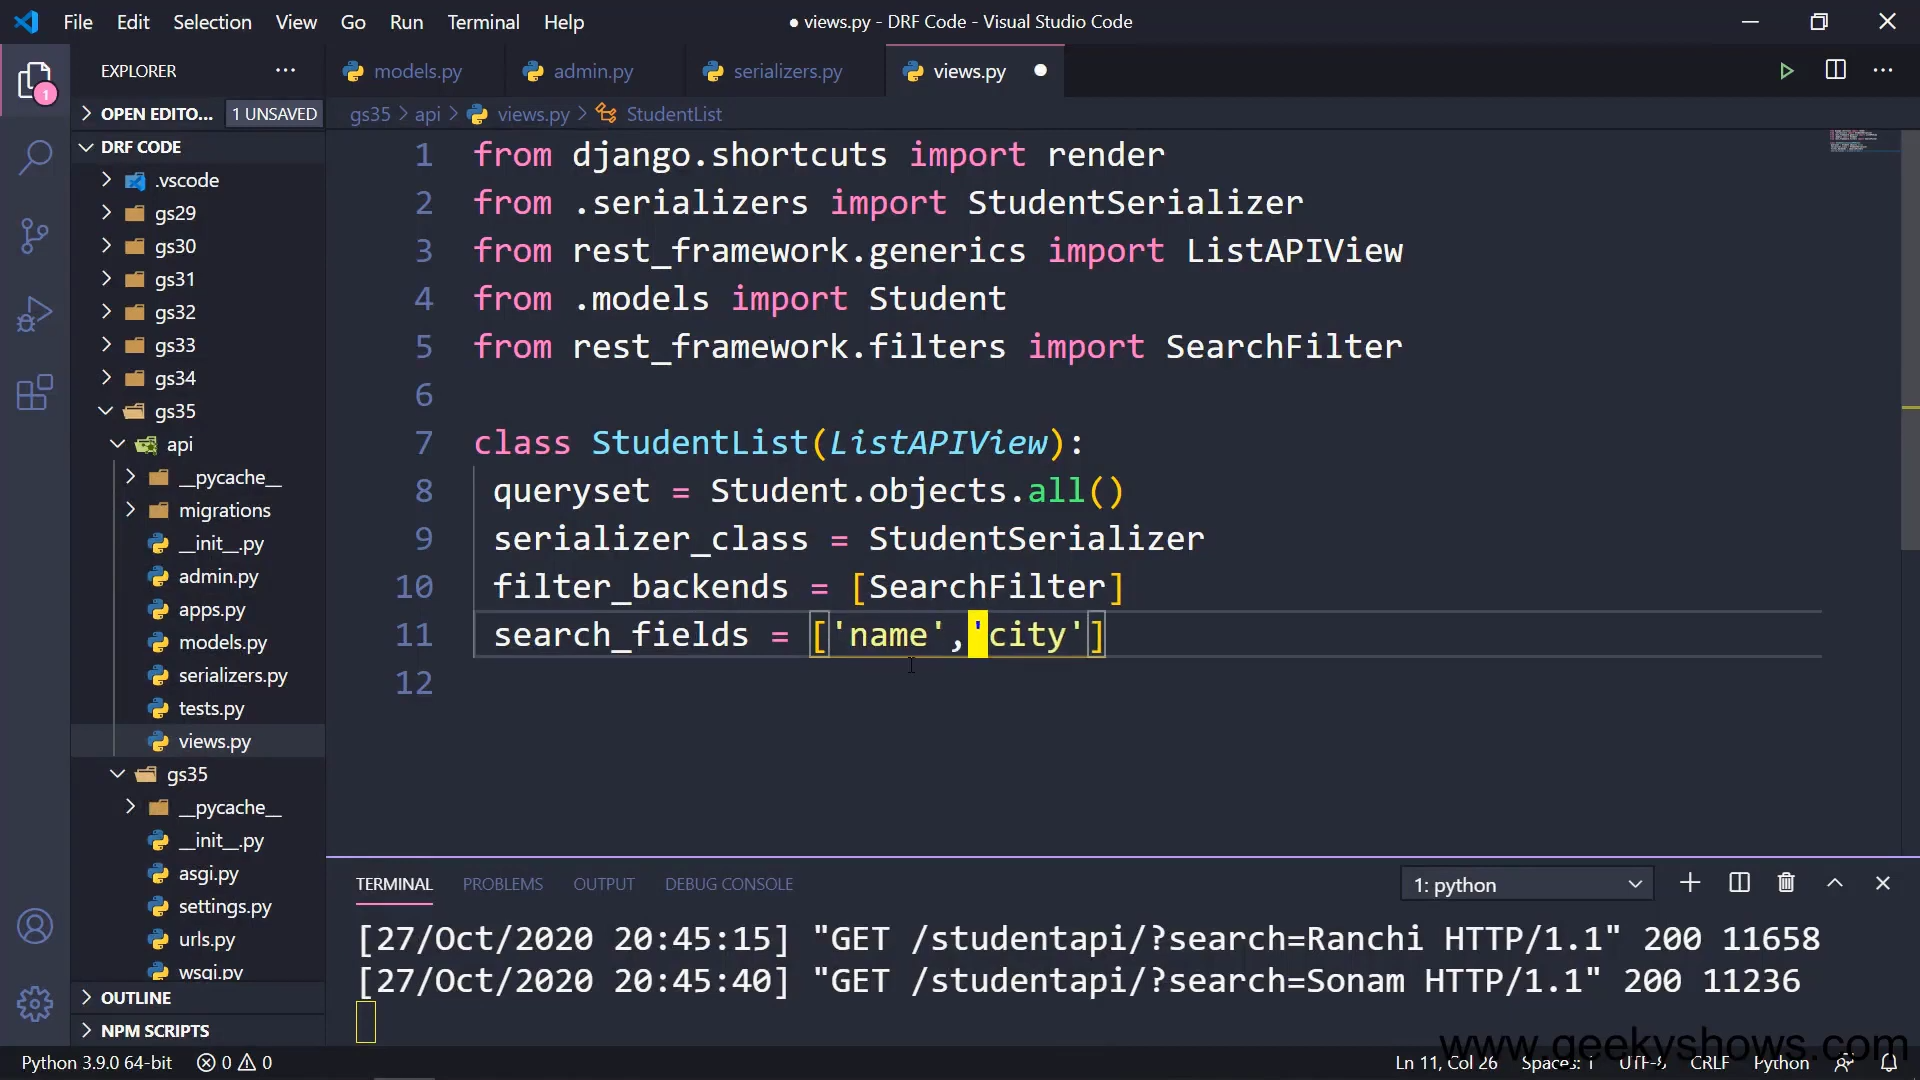 File Edit Selection View Go Run Terminal Help
● views.py - DRF Code - Visual Studio Code
EXPLORER ...
models.py admin.py serializers.py views.py ●
OPEN EDITO... 1 UNSAVED
gs35 > api > views.py > StudentList
DRF CODE
.vscode
gs29
gs30
gs31
gs32
gs33
gs34
gs35
api
__pycache__
migrations
__init__.py
admin.py
apps.py
models.py
serializers.py
tests.py
views.py
gs35
__pycache__
__init__.py
asgi.py
settings.py
urls.py
wsgi.py
OUTLINE
NPM SCRIPTS
1
1 from django.shortcuts import render
2 from .serializers import StudentSerializer
3 from rest_framework.generics import ListAPIView
4 from .models import Student
5 from rest_framework.filters import SearchFilter
6
7 class StudentList(ListAPIView):
8 queryset = Student.objects.all()
9 serializer_class = StudentSerializer
10 filter_backends = [SearchFilter]
11 search_fields = ['name','city']
12
TERMINAL PROBLEMS OUTPUT DEBUG CONSOLE
1: python
[27/Oct/2020 20:45:15] "GET /studentapi/?search=Ranchi HTTP/1.1" 200 11658
[27/Oct/2020 20:45:40] "GET /studentapi/?search=Sonam HTTP/1.1" 200 11236
www.geekyshows.com
Python 3.9.0 64-bit 0 0
Ln 11, Col 26 Spaces: 1 UTF-8 CRLF Python